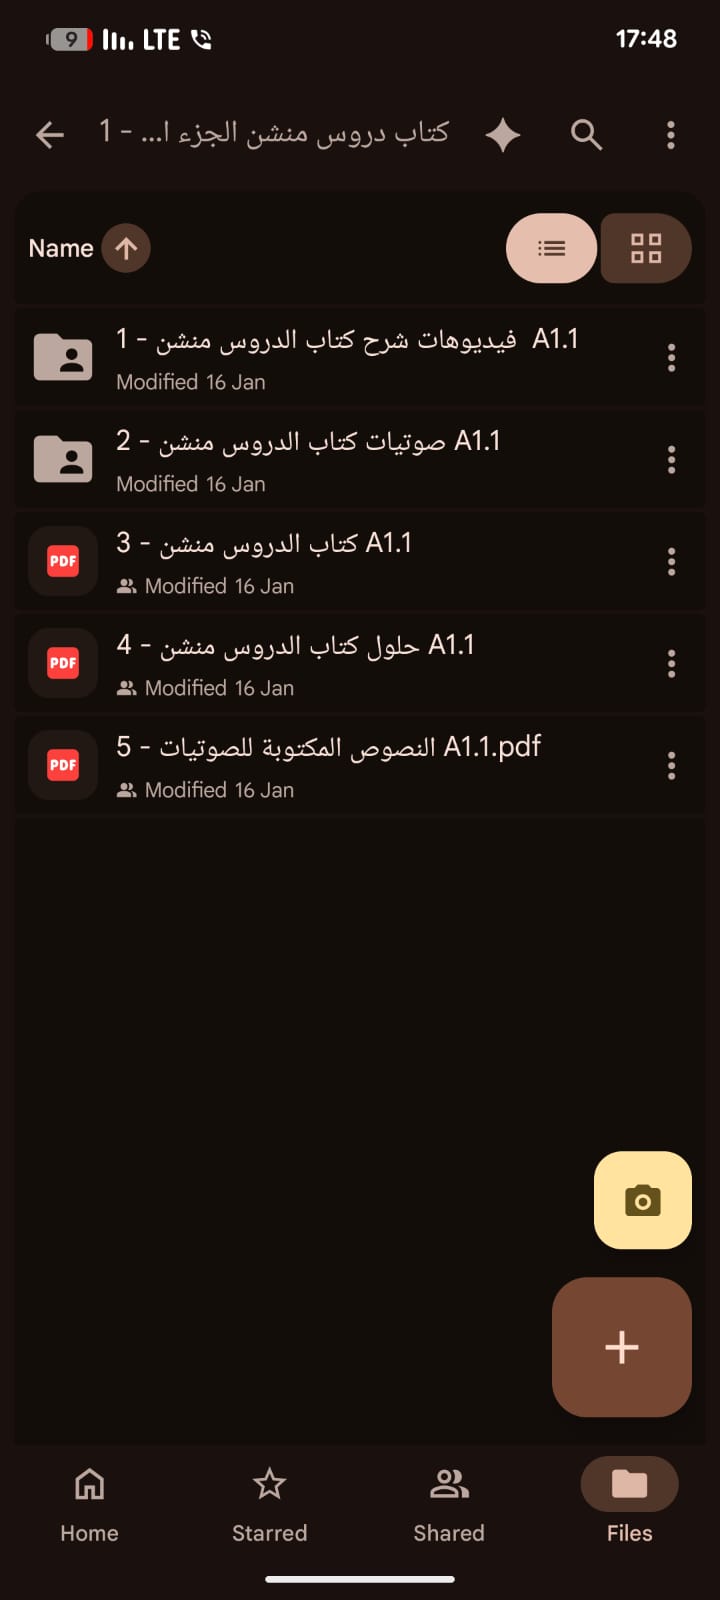 9 LTE 17:48
1 - ...كتاب دروس منشن الجزء ا
Name
1 - فيديوهات شرح كتاب الدروس منشن A1.1
Modified 16 Jan
2 - صوتيات كتاب الدروس منشن A1.1
Modified 16 Jan
PDF
3 - كتاب الدروس منشن A1.1
Modified 16 Jan
PDF
4 - حلول كتاب الدروس منشن A1.1
Modified 16 Jan
PDF
5 - النصوص المكتوبة للصوتيات A1.1.pdf
Modified 16 Jan
Home Starred Shared Files